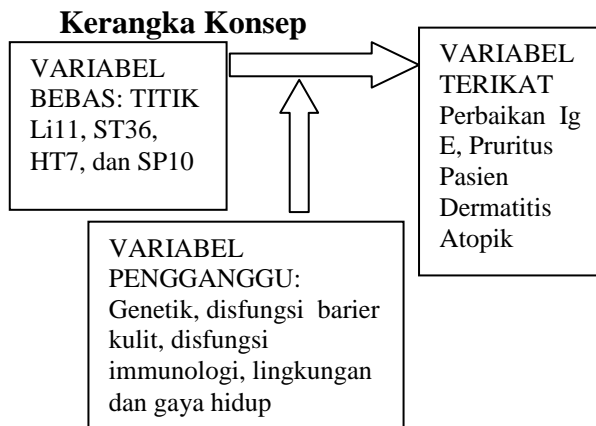 Kerangka Konsep
VARIABEL
BEBAS: TITIK
Li11, ST36,
HT7, dan SP10
VARIABEL
TERIKAT
Perbaikan Ig
E, Pruritus
Pasien
Dermatitis
Atopik
VARIABEL
PENGGANGGU:
Genetik, disfungsi barier
kulit, disfungsi
immunologi, lingkungan
dan gaya hidup